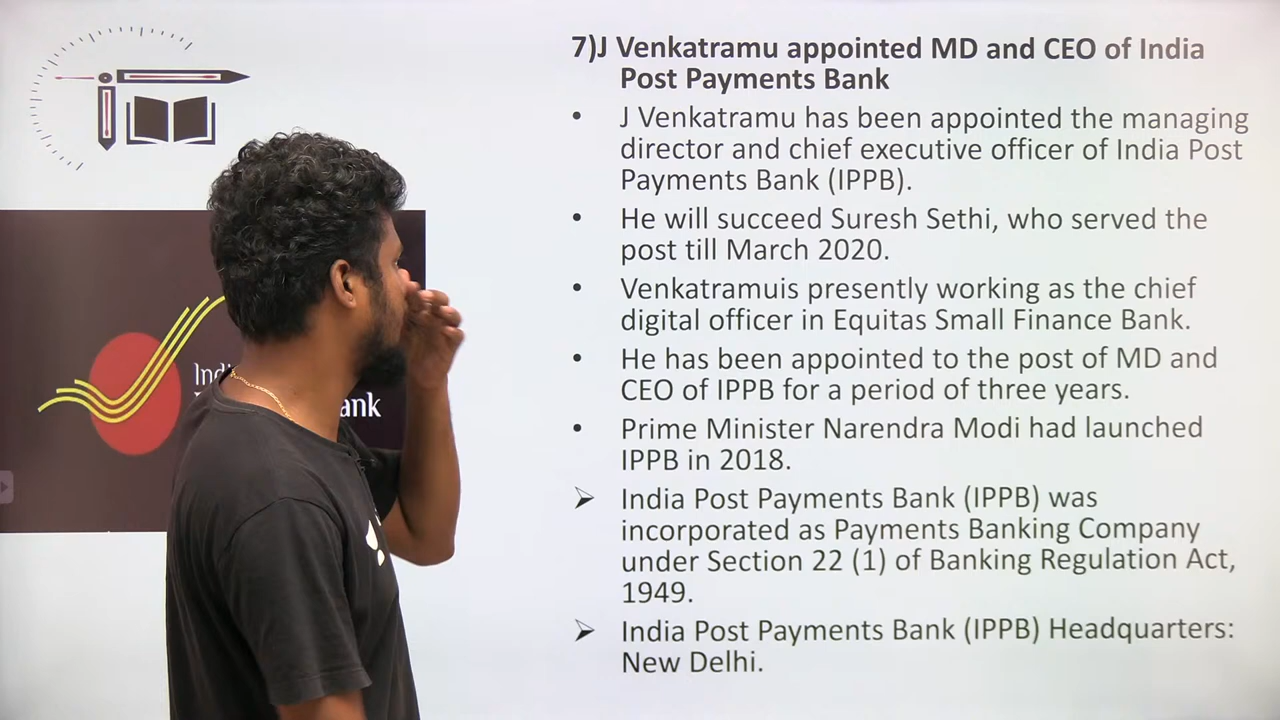 7)J Venkatramu appointed MD and CEO of India
Post Payments Bank
• J Venkatramu has been appointed the managing
director and chief executive officer of India Post
Payments Bank (IPPB).
• He will succeed Suresh Sethi, who served the
post till March 2020.
• Venkatramuis presently working as the chief
digital officer in Equitas Small Finance Bank.
• He has been appointed to the post of MD and
CEO of IPPB for a period of three years.
• Prime Minister Narendra Modi had launched
IPPB in 2018.
➢ India Post Payments Bank (IPPB) was
incorporated as Payments Banking Company
under Section 22 (1) of Banking Regulation Act,
1949.
➢ India Post Payments Bank (IPPB) Headquarters:
New Delhi.